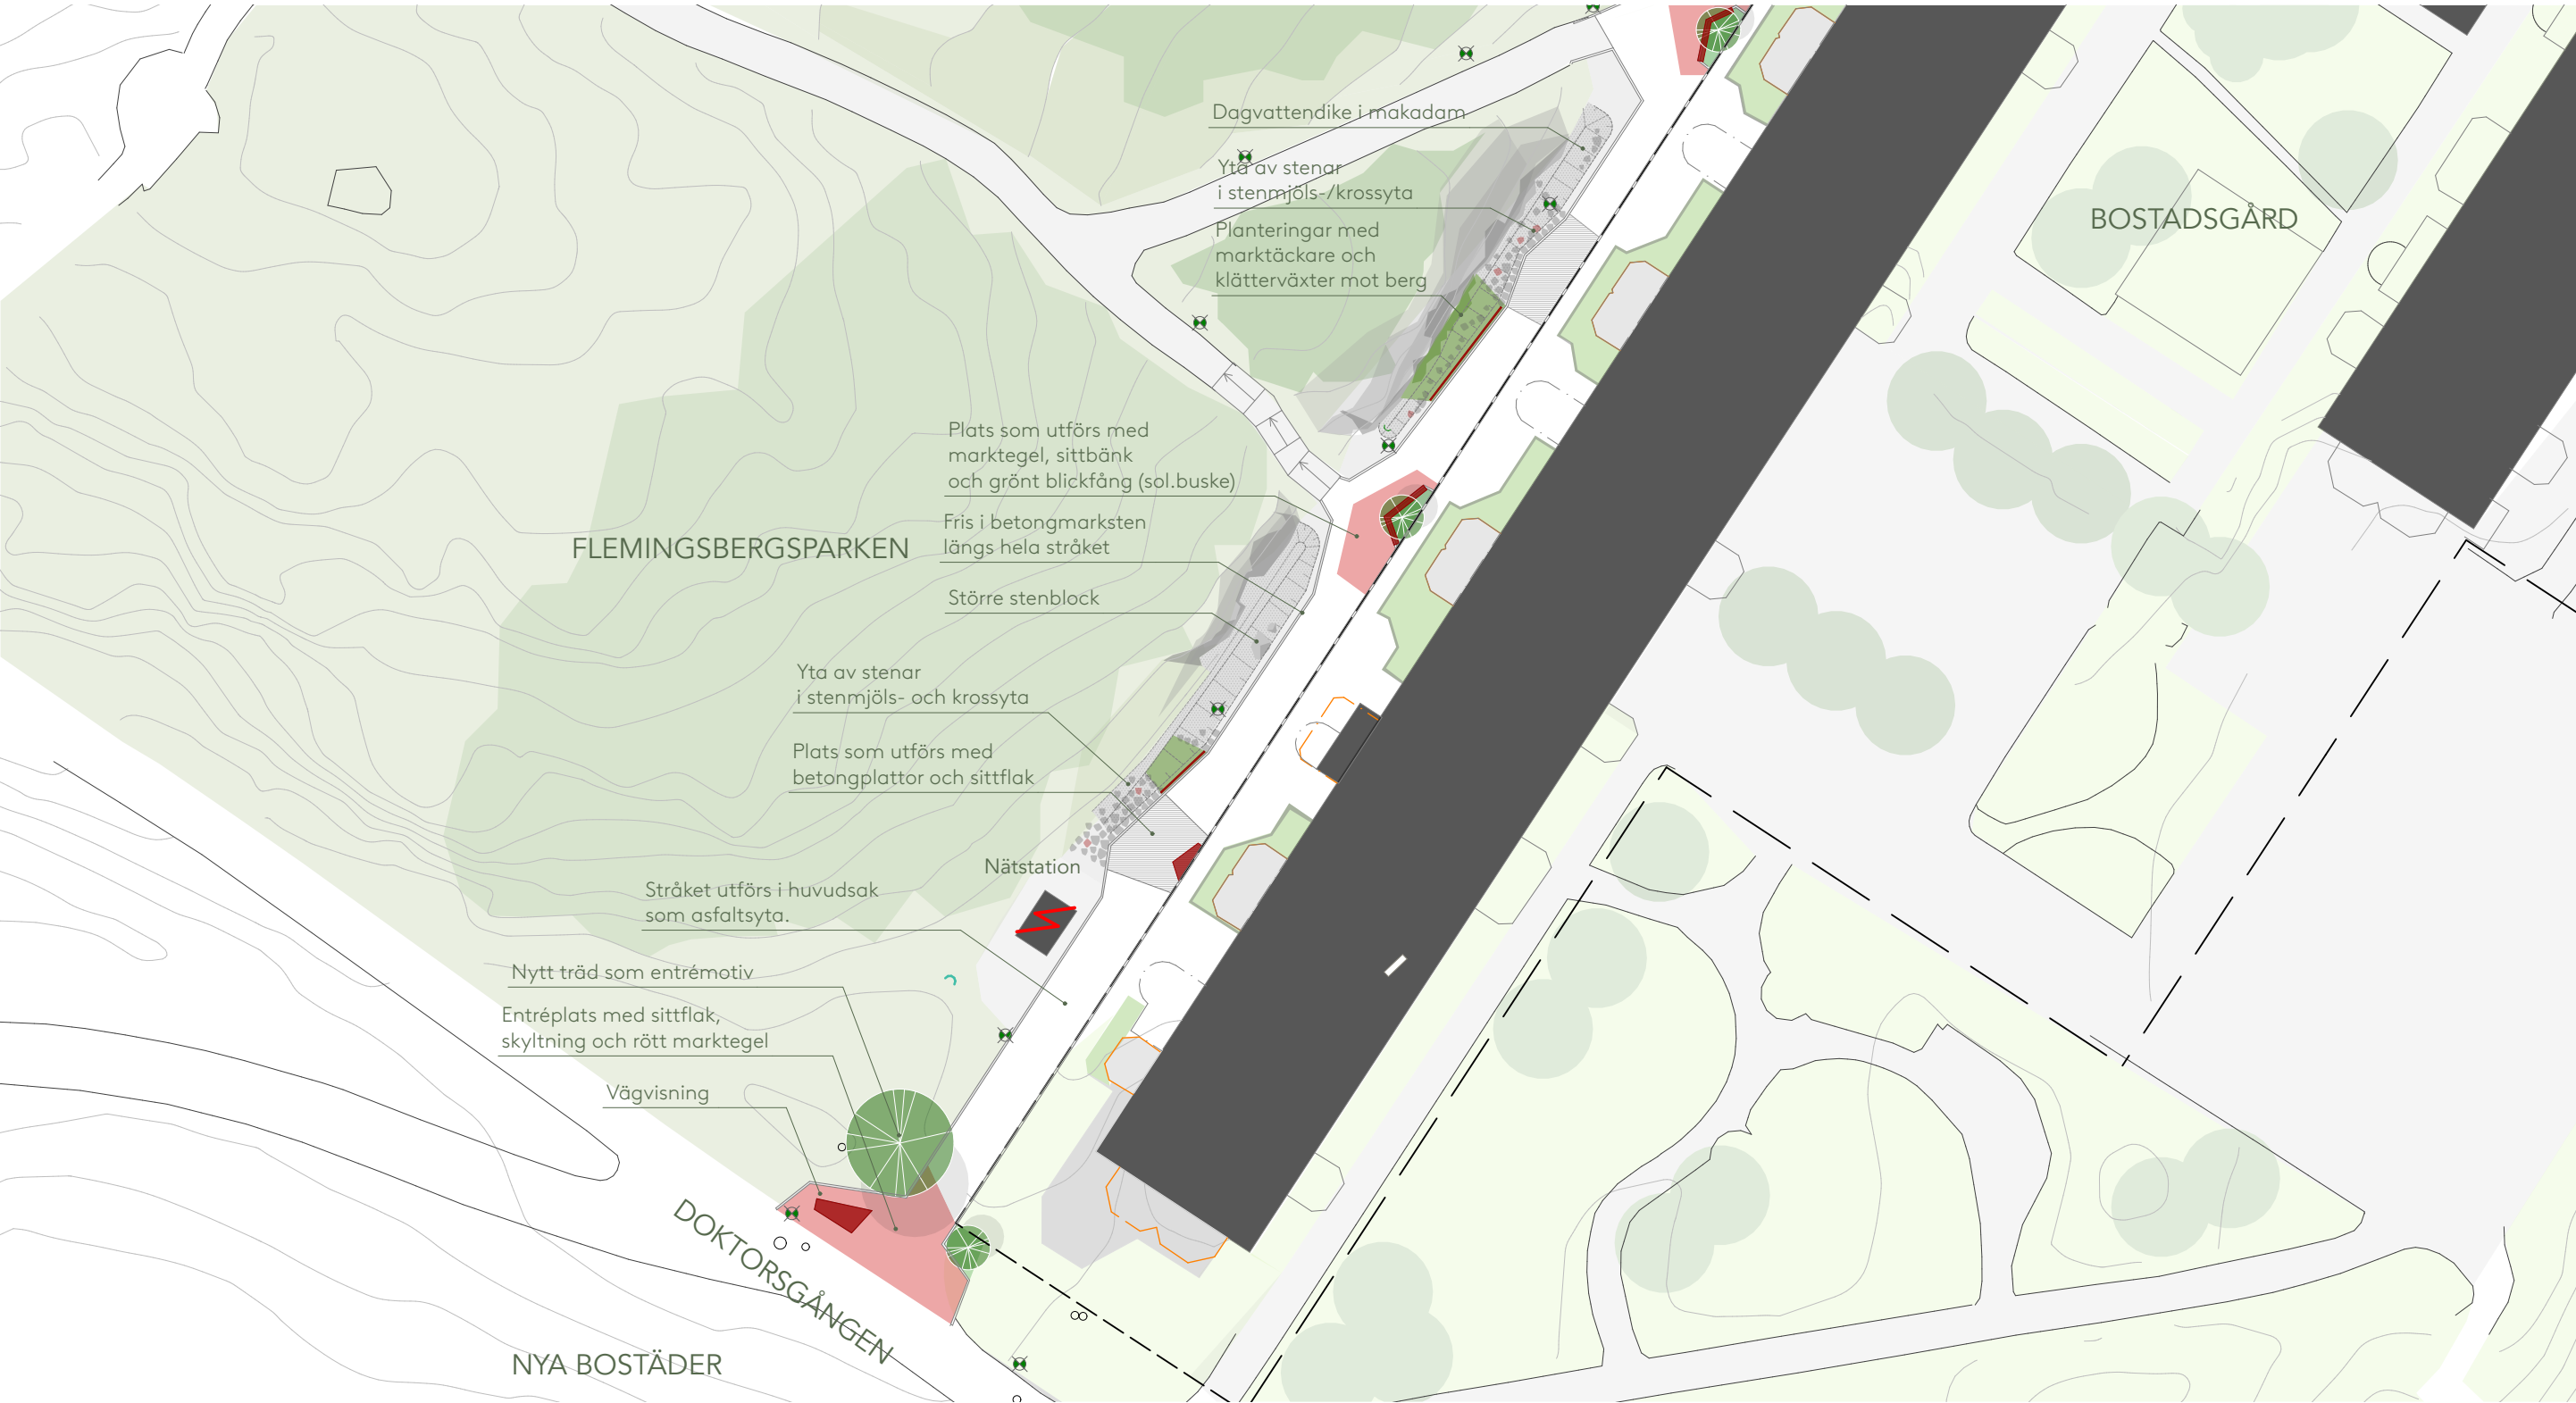 Dagvattendike i makadam
Yta av stenar
i stenmjöls-/krossyta
Planteringar med
marktäckare och
klätterväxter mot berg
BOSTADSGÅRD
Plats som utförs med
marktegel, sittbänk
och grönt blickfång (sol.buske)
Fris i betongmarksten
längs hela stråket
FLEMINGSBERGSPARKEN
Större stenblock
Yta av stenar
i stenmjöls- och krossyta
Plats som utförs med
betongplattor och sittflak
Nätstation
Stråket utförs i huvudsak
som asfaltsyta.
Nytt träd som entrémotiv
Entréplats med sittflak,
skyltning och rött marktegel
Vägvisning
DOKTORSGÅNGEN
NYA BOSTÄDER